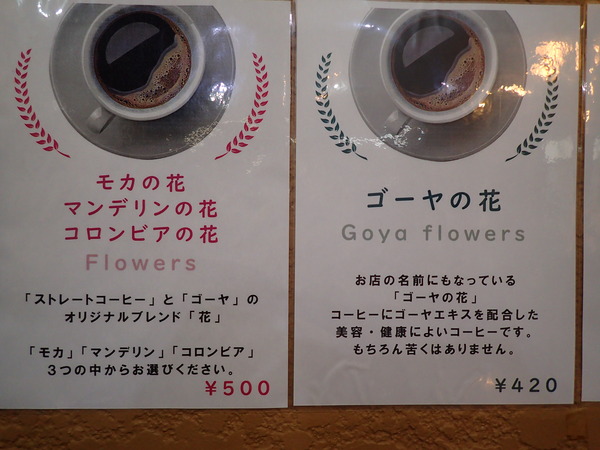 モカの花
マンデリンの花
コロンビアの花
Flowers
「ストレートコーヒー」と「ゴーヤ」の
オリジナルブレンド「花」
「モカ」「マンデリン」「コロンビア」
３つの中からお選びください。
￥500
ゴーヤの花
Goya flowers
お店の名前にもなっている
「ゴーヤの花」
コーヒーにゴーヤエキスを配合した
美容・健康によいコーヒーです。
もちろん苦くはありません。
￥420